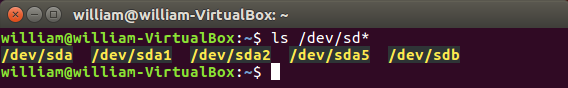 william@william-VirtualBox: ~
william@william-VirtualBox:~$ ls /dev/sd*
/dev/sda  /dev/sda1  /dev/sda2  /dev/sda5  /dev/sdb
william@william-VirtualBox:~$